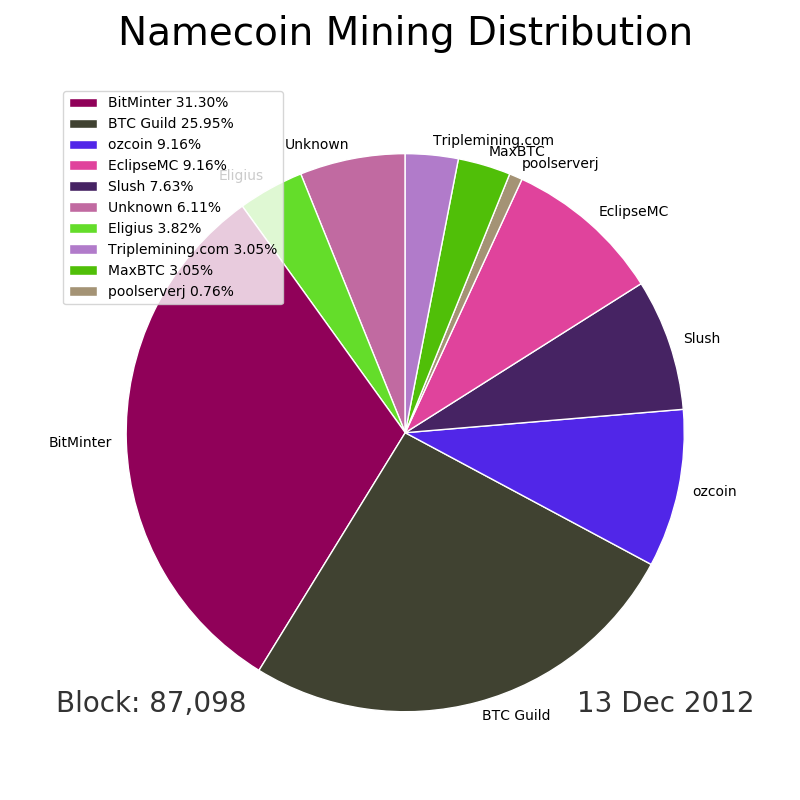 Namecoin Mining Distribution
BitMinter 31.30%
BTC Guild 25.95%
ozcoin 9.16%
EclipseMC 9.16%
Slush 7.63%
Unknown 6.11%
Eligius 3.82%
Triplemining.com 3.05%
MaxBTC 3.05%
poolserverj 0.76%
Unknown
Eligius
Triplemining.com
MaxBTC
poolserverj
EclipseMC
Slush
BitMinter
ozcoin
BTC Guild
Block: 87,098
13 Dec 2012